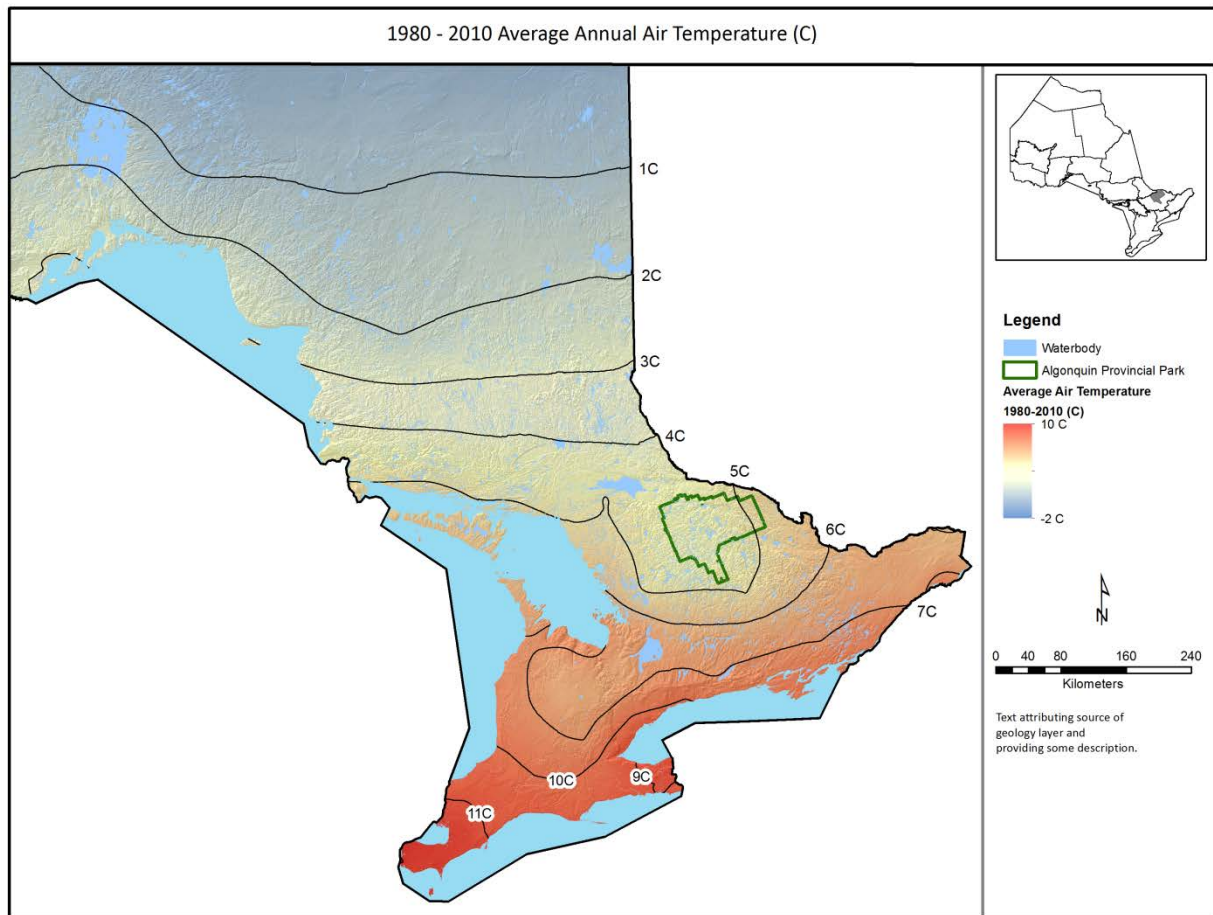 1980 - 2010 Average Annual Air Temperature (C)
1C
2C
3C
4C
5C
6C
7C
10C
9C
11C
Legend
Waterbody
Algonquin Provincial Park
Average Air Temperature
1980-2010 (C)
10 C
-2 C
N
0 40 80 160 240
Kilometers
Text attributing source of
geology layer and
providing some description.